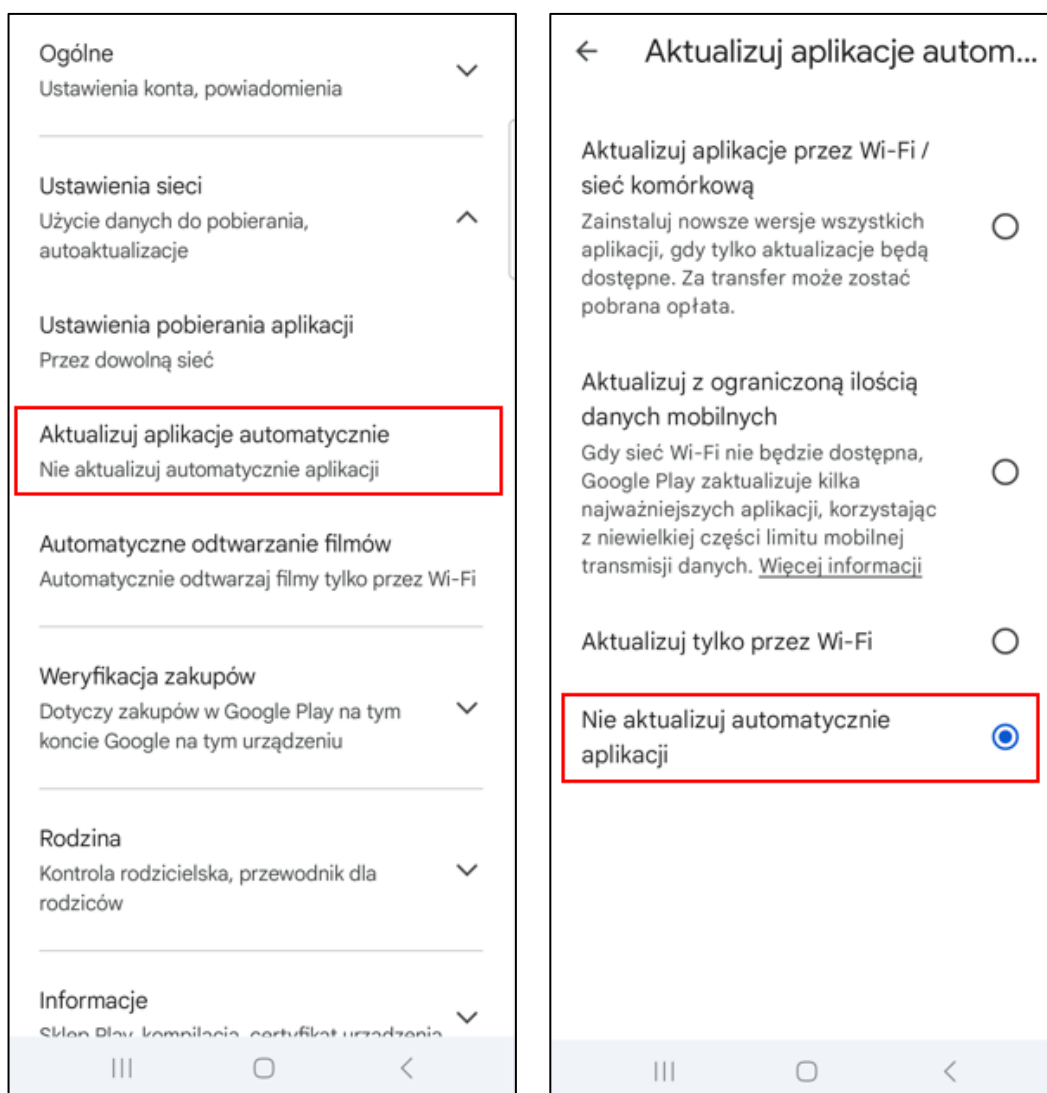 Ogólne
Ustawienia konta, powiadomienia
Ustawienia sieci
Użycie danych do pobierania,
autoaktualizacje
Ustawienia pobierania aplikacji
Przez dowolną sieć
Aktualizuj aplikacje automatycznie
Nie aktualizuj automatycznie aplikacji
Automatyczne odtwarzanie filmów
Automatycznie odtwarzaj filmy tylko przez Wi-Fi
Weryfikacja zakupów
Dotyczy zakupów w Google Play na tym
koncie Google na tym urządzeniu
Rodzina
Kontrola rodzicielska, przewodnik dla
rodziców
Informacje
Sklep Play, kompilacja, certyfikat urządzenia
Aktualizuj aplikacje autom...
Aktualizuj aplikacje przez Wi-Fi /
sieć komórkową
Zainstaluj nowsze wersje wszystkich
aplikacji, gdy tylko aktualizacje będą
dostępne. Za transfer może zostać
pobrana opłata.
Aktualizuj z ograniczoną ilością
danych mobilnych
Gdy sieć Wi-Fi nie będzie dostępna,
Google Play zaktualizuje kilka
najważniejszych aplikacji, korzystając
z niewielkiej części limitu mobilnej
transmisji danych. Więcej informacji
Aktualizuj tylko przez Wi-Fi
Nie aktualizuj automatycznie
aplikacji